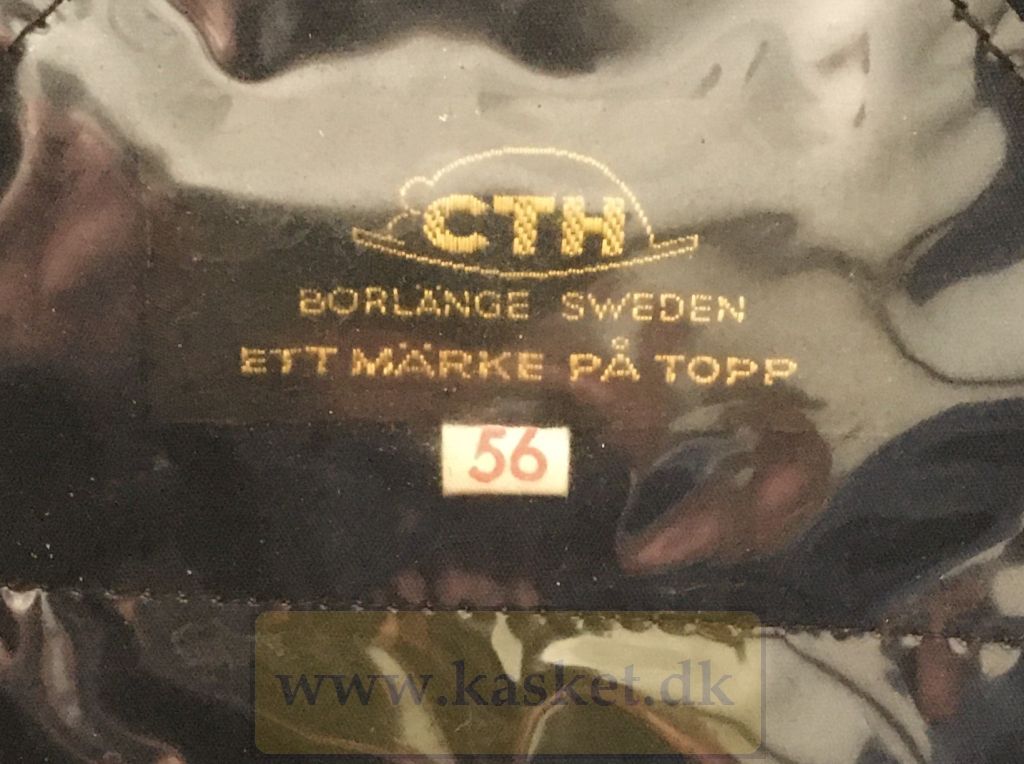 CTH
BORLÄNGE SWEDEN
ETT MÄRKE PÅ TOPP
56
www.kasket.dk